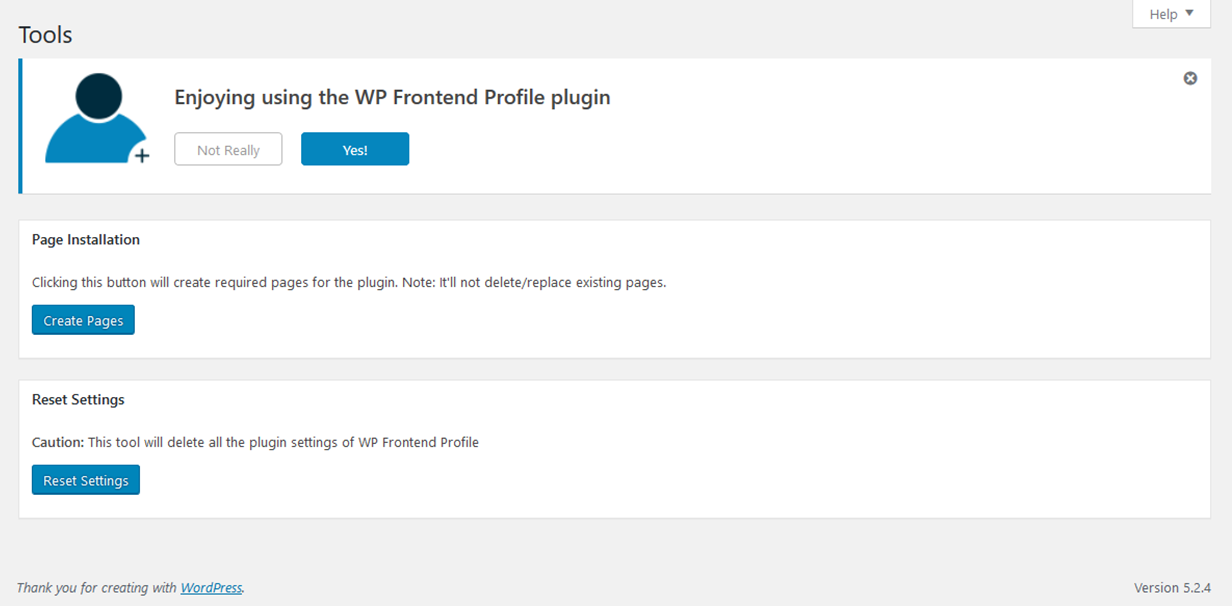 Help
Tools
Enjoying using the WP Frontend Profile plugin
Not Really
Yes!
Page Installation
Clicking this button will create required pages for the plugin. Note: It'll not delete/replace existing pages.
Create Pages
Reset Settings
Caution: This tool will delete all the plugin settings of WP Frontend Profile
Reset Settings
Thank you for creating with WordPress.
Version 5.2.4